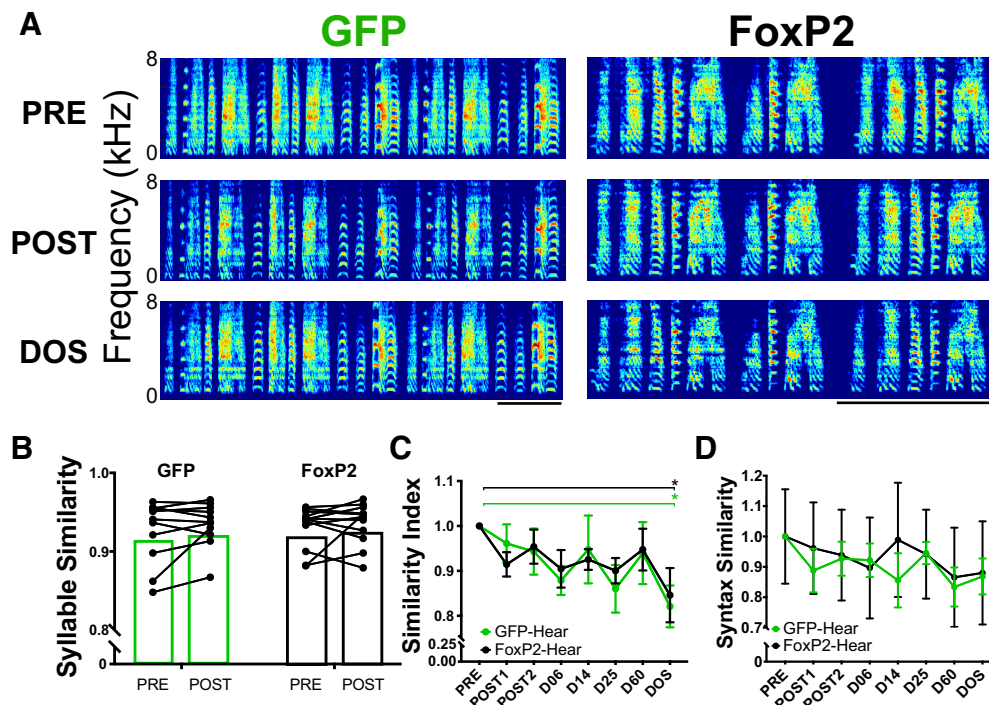 A
GFP
FoxP2
PRE
POST
DOS
Frequency (kHz)
8
0
8
0
8
0
B
GFP
FoxP2
Syllable Similarity
1.0
0.9
0.8
0
PRE
POST
PRE
POST
C
Similarity Index
1.1
1.0
0.9
0.8
0.25
0.00
*
*
GFP-Hear
FoxP2-Hear
PRE
POST1
POST2
D06
D14
D25
D60
DOS
D
Syntax Similarity
1.2
1.1
1.0
0.9
0.8
0.7
0
GFP-Hear
FoxP2-Hear
PRE
POST1
POST2
D06
D14
D25
D60
DOS